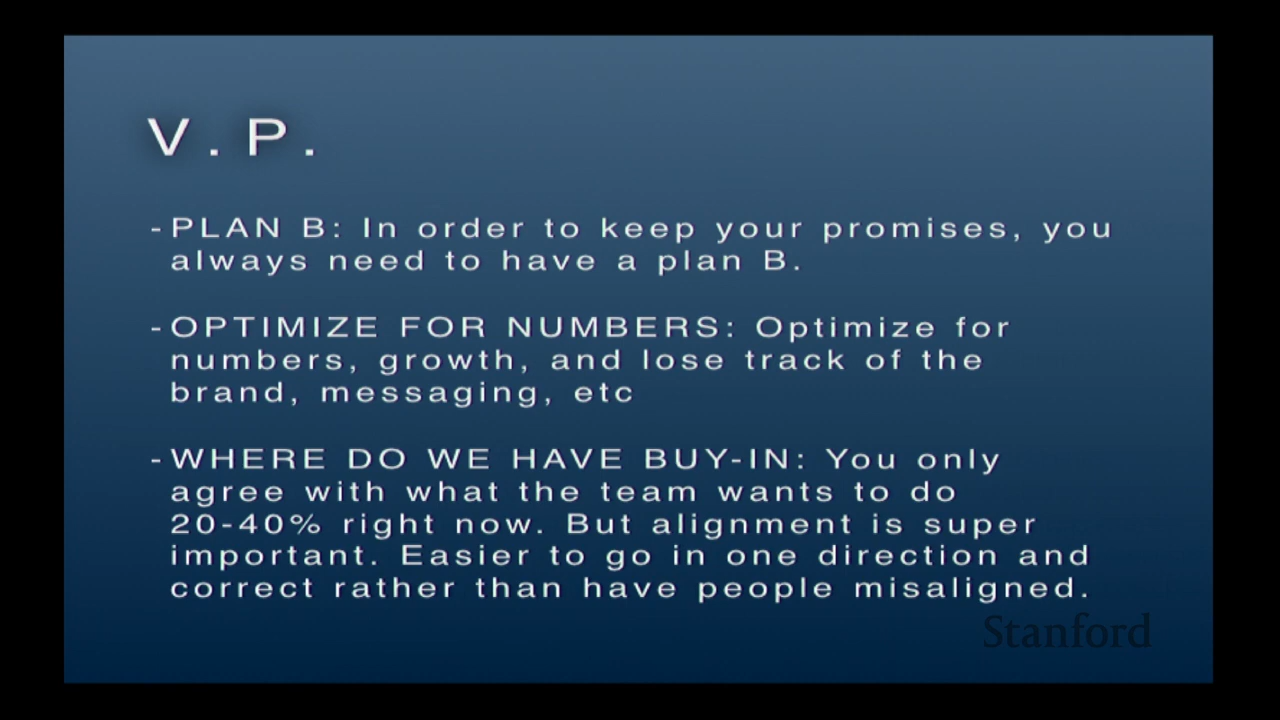 V.P.
-PLAN B: In order to keep your promises, you
always need to have a plan B.
-OPTIMIZE FOR NUMBERS: Optimize for
numbers, growth, and lose track of the
brand, messaging, etc
-WHERE DO WE HAVE BUY-IN: You only
agree with what the team wants to do
20-40% right now. But alignment is super
important. Easier to go in one direction and
correct rather than have people misaligned.
Stanford